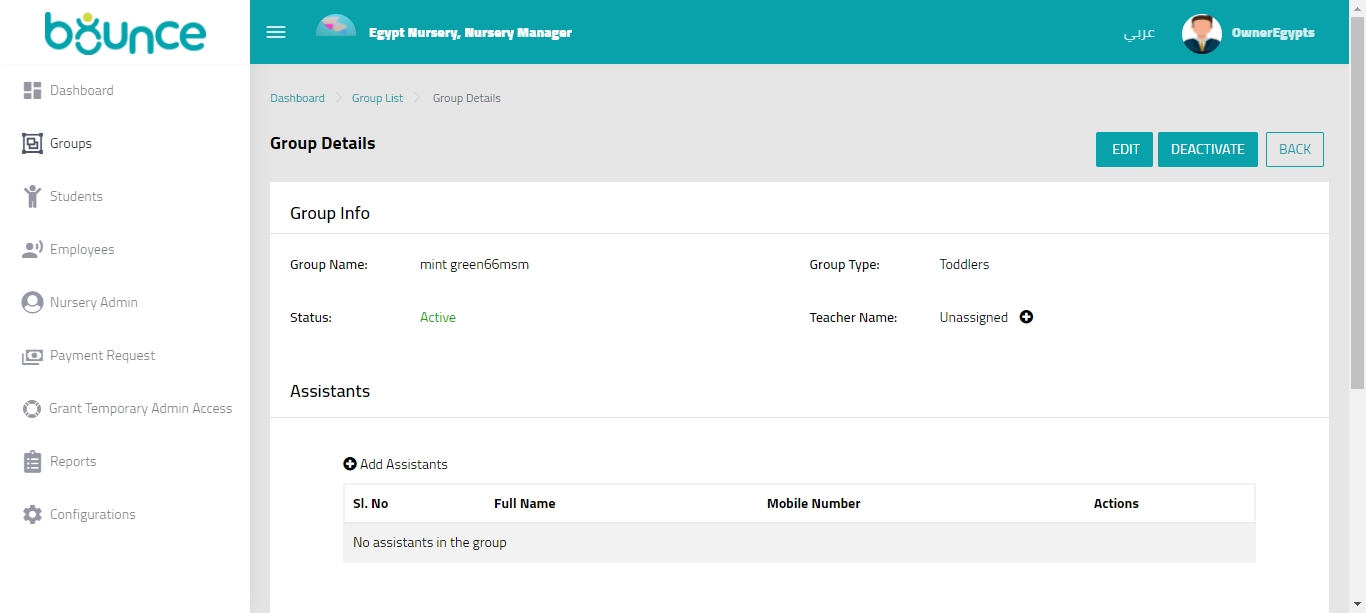 bounce
Egypt Nursery, Nursery Manager
عربي
OwnerEgypts
Dashboard
Groups
Students
Employees
Nursery Admin
Payment Request
Grant Temporary Admin Access
Reports
Configurations
Dashboard Group List Group Details
Group Details
EDIT
DEACTIVATE
BACK
Group Info
Group Name: mint green66msm
Group Type: Toddlers
Status: Active
Teacher Name: Unassigned
Assistants
Add Assistants
Sl. No Full Name Mobile Number Actions
No assistants in the group